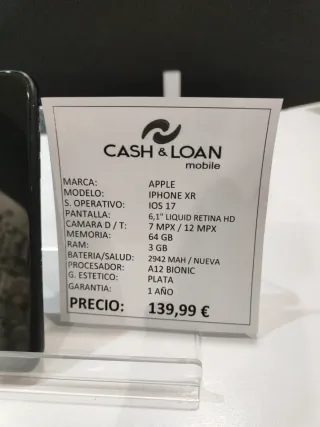 CASH & LOAN
mobile
MARCA: APPLE
MODELO: IPHONE XR
S. OPERATIVO: IOS 17
PANTALLA: 6,1" LIQUID RETINA HD
CAMARA D / T: 7 MPX / 12 MPX
MEMORIA: 64 GB
RAM: 3 GB
BATERIA/SALUD: 2942 MAH / NUEVA
PROCESADOR: A12 BIONIC
G. ESTETICO: PLATA
GARANTIA: 1 AÑO
PRECIO: 139,99 €